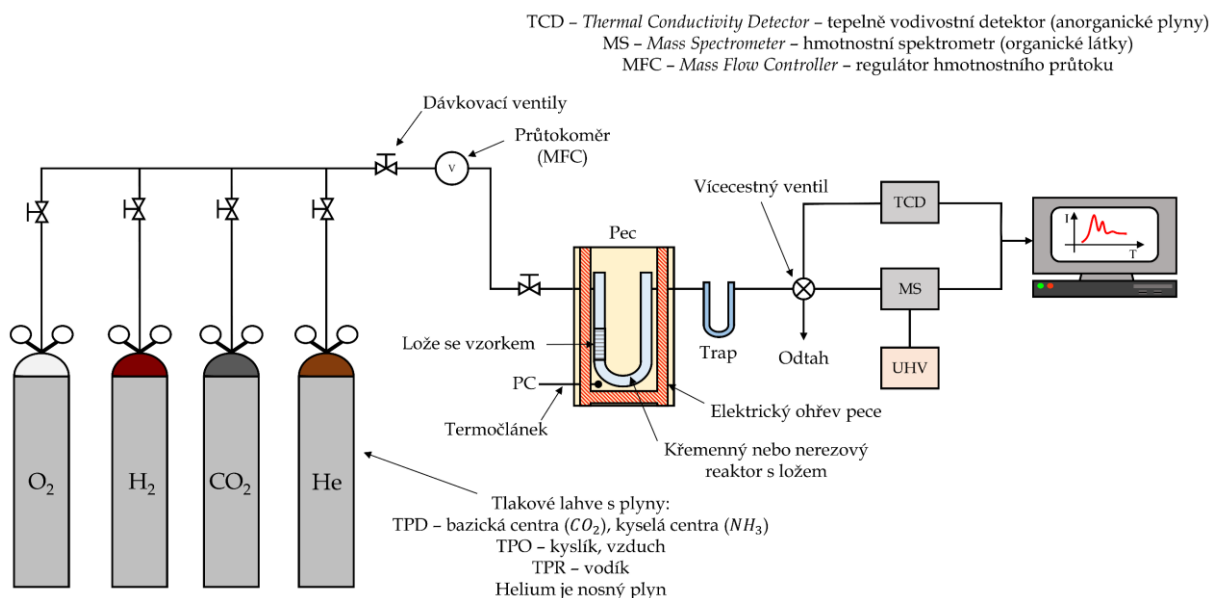 TCD – Thermal Conductivity Detector – tepelně vodivostní detektor (anorganické plyny)
MS – Mass Spectrometer – hmotnostní spektrometr (organické látky)
MFC – Mass Flow Controller – regulátor hmotnostního průtoku
Dávkovací ventily
Průtokoměr
(MFC)
V
Vícecestný ventil
TCD
I
T
Pec
MS
Lože se vzorkem
Trap
Odtah
UHV
PC
Termočlánek
Elektrický ohřev pece
Křemenný nebo nerezový
reaktor s ložem
O2
H2
CO2
He
Tlakové lahve s plyny:
TPD – bazická centra (CO2), kyselá centra (NH3)
TPO – kyslík, vzduch
TPR – vodík
Helium je nosný plyn